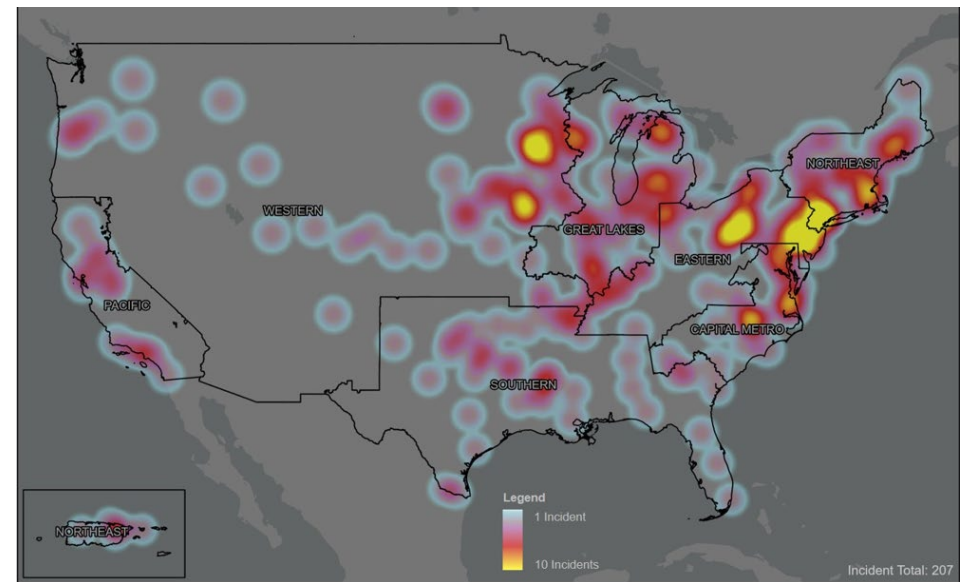 NORTHEAST
WESTERN
GREAT LAKES
EASTERN
PACIFIC
CAPITAL METRO
SOUTHERN
Legend
1 Incident
10 Incidents
NORTHEAST
Incident Total: 207